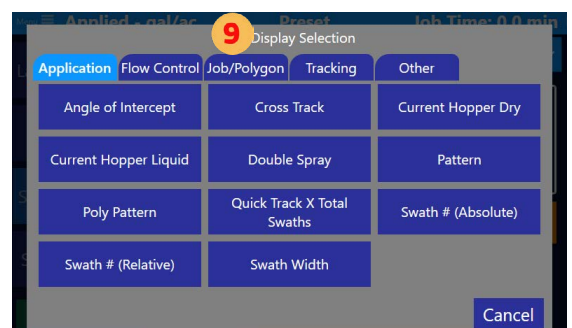 Menu Applied - gal/ac Preset Job Time: 0.0 min
9 Display Selection
Application Flow Control Job/Polygon Tracking Other
Angle of Intercept Cross Track Current Hopper Dry
Current Hopper Liquid Double Spray Pattern
Poly Pattern Quick Track X Total Swaths Swath # (Absolute)
Swath # (Relative) Swath Width
Cancel